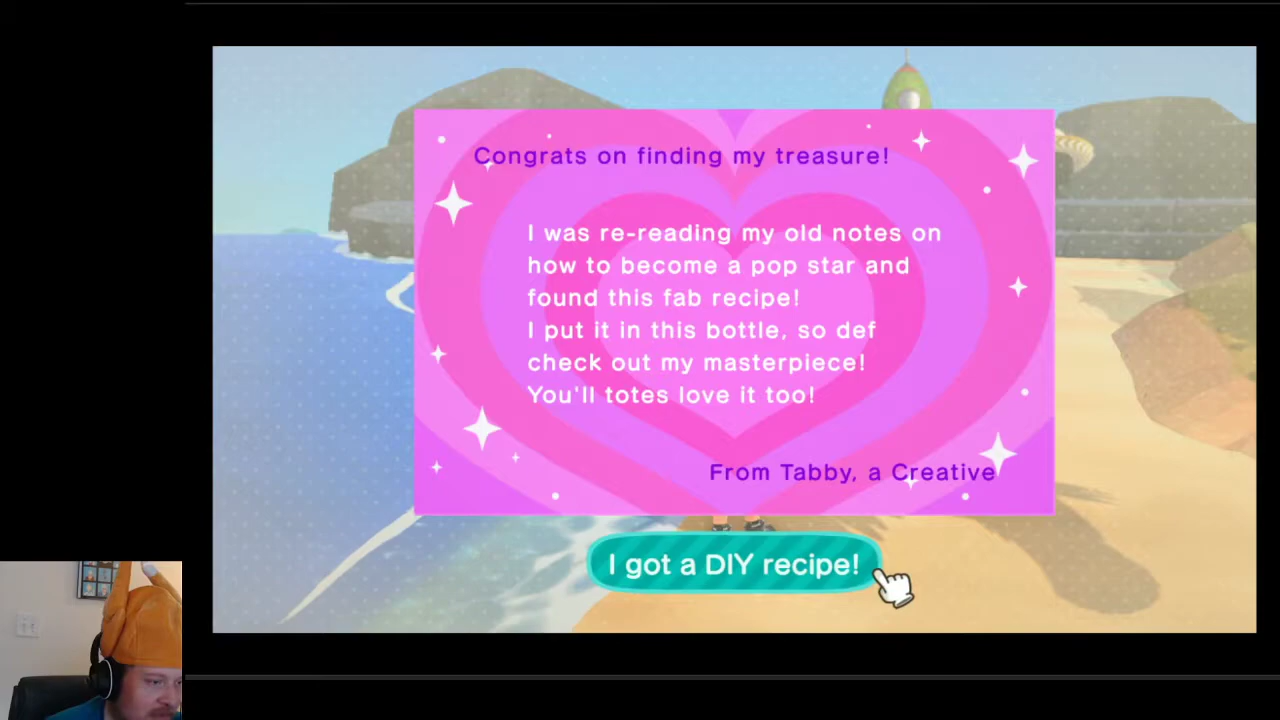 Congrats on finding my treasure!
I was re-reading my old notes on
how to become a pop star and
found this fab recipe!
I put it in this bottle, so def
check out my masterpiece!
You'll totes love it too!
From Tabby, a Creative
I got a DIY recipe!